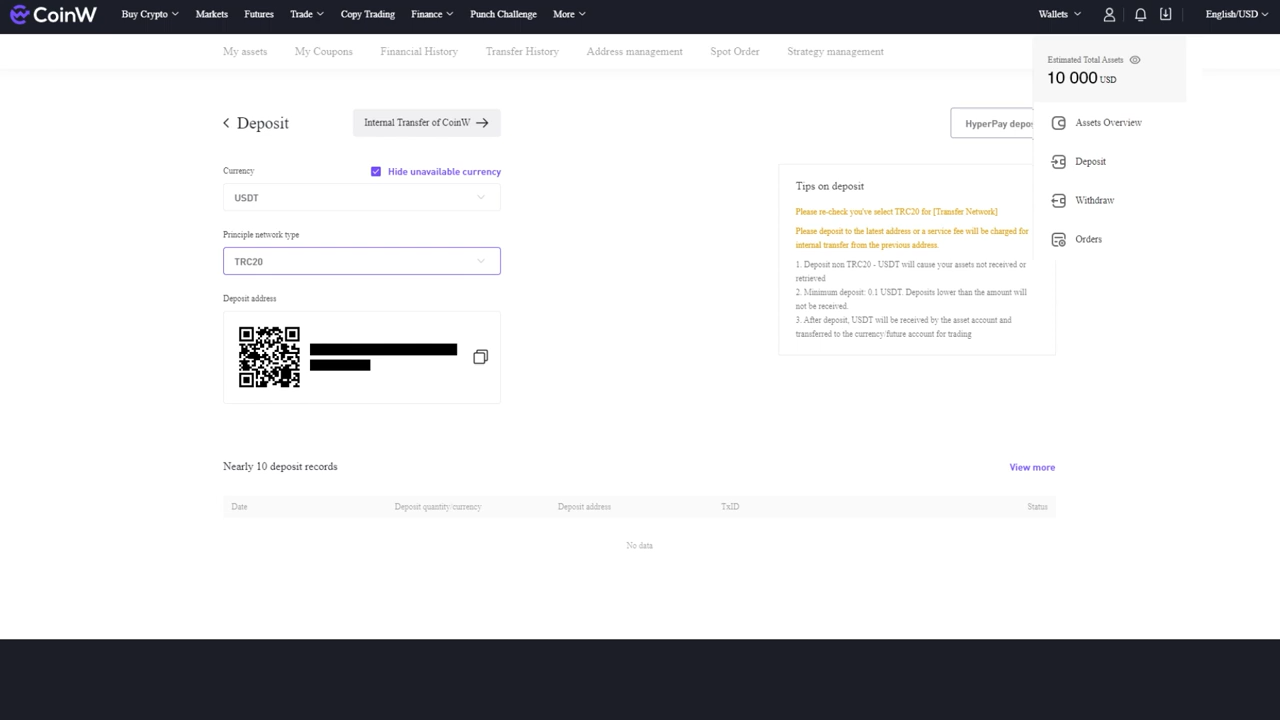 CoinW
Buy Crypto Markets Futures Trade Copy Trading Finance Punch Challenge More Wallets English/USD
My assets My Coupons Financial History Transfer History Address management Spot Order Strategy management
Estimated Total Assets
10 000 USD
Assets Overview
Deposit
Withdraw
Orders
Deposit
Internal Transfer of CoinW
HyperPay depos
Currency
Hide unavailable currency
USDT
Principle network type
TRC20
Deposit address
Tips on deposit
Please re-check you've select TRC20 for [Transfer Network]
Please deposit to the latest address or a service fee will be charged for
internal transfer from the previous address.
1. Deposit non TRC20 - USDT will cause your assets not received or
retrieved
2. Minimum deposit: 0.1 USDT. Deposits lower than the amount will
not be received.
3. After deposit, USDT will be received by the asset account and
transferred to the currency/future account for trading
Nearly 10 deposit records
View more
Date Deposit quantity/currency Deposit address TxID Status
No data